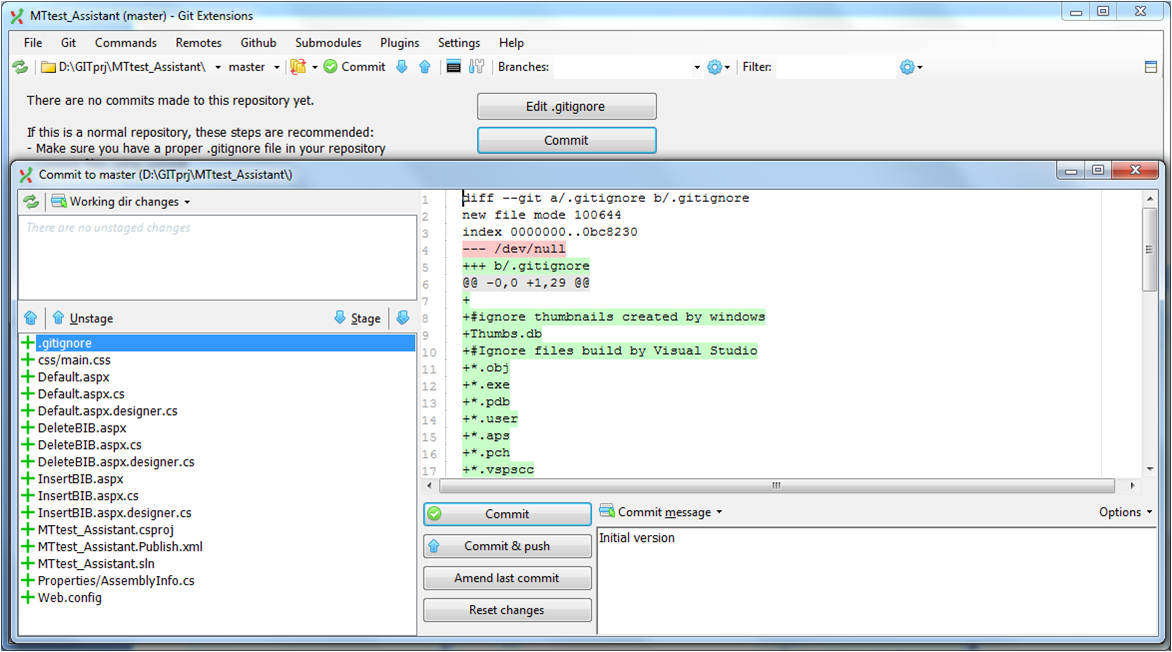 MTtest_Assistant (master) - Git Extensions
File Git Commands Remotes Github Submodules Plugins Settings Help
D:\GITprj\MTtest_Assistant\ master Commit Branches: Filter:
There are no commits made to this repository yet.
Edit .gitignore
If this is a normal repository, these steps are recommended:
- Make sure you have a proper .gitignore file in your repository
Commit
Commit to master (D:\GITprj\MTtest_Assistant\)
Working dir changes
There are no unstaged changes
Unstage Stage
.gitignore
css/main.css
Default.aspx
Default.aspx.cs
Default.aspx.designer.cs
DeleteBIB.aspx
DeleteBIB.aspx.cs
DeleteBIB.aspx.designer.cs
InsertBIB.aspx
InsertBIB.aspx.cs
InsertBIB.aspx.designer.cs
MTtest_Assistant.csproj
MTtest_Assistant.Publish.xml
MTtest_Assistant.sln
Properties/AssemblyInfo.cs
Web.config
1 diff --git a/.gitignore b/.gitignore
2 new file mode 100644
3 index 0000000..0bc8230
4 --- /dev/null
5 +++ b/.gitignore
6 @@ -0,0 +1,29 @@
7 +
8 +#ignore thumbnails created by windows
9 +Thumbs.db
10 +#Ignore files build by Visual Studio
11 +*.obj
12 +*.exe
13 +*.pdb
14 +*.user
15 +*.aps
16 +*.pch
17 +*.vspscc
Commit
Commit & push
Amend last commit
Reset changes
Commit message Options
Initial version